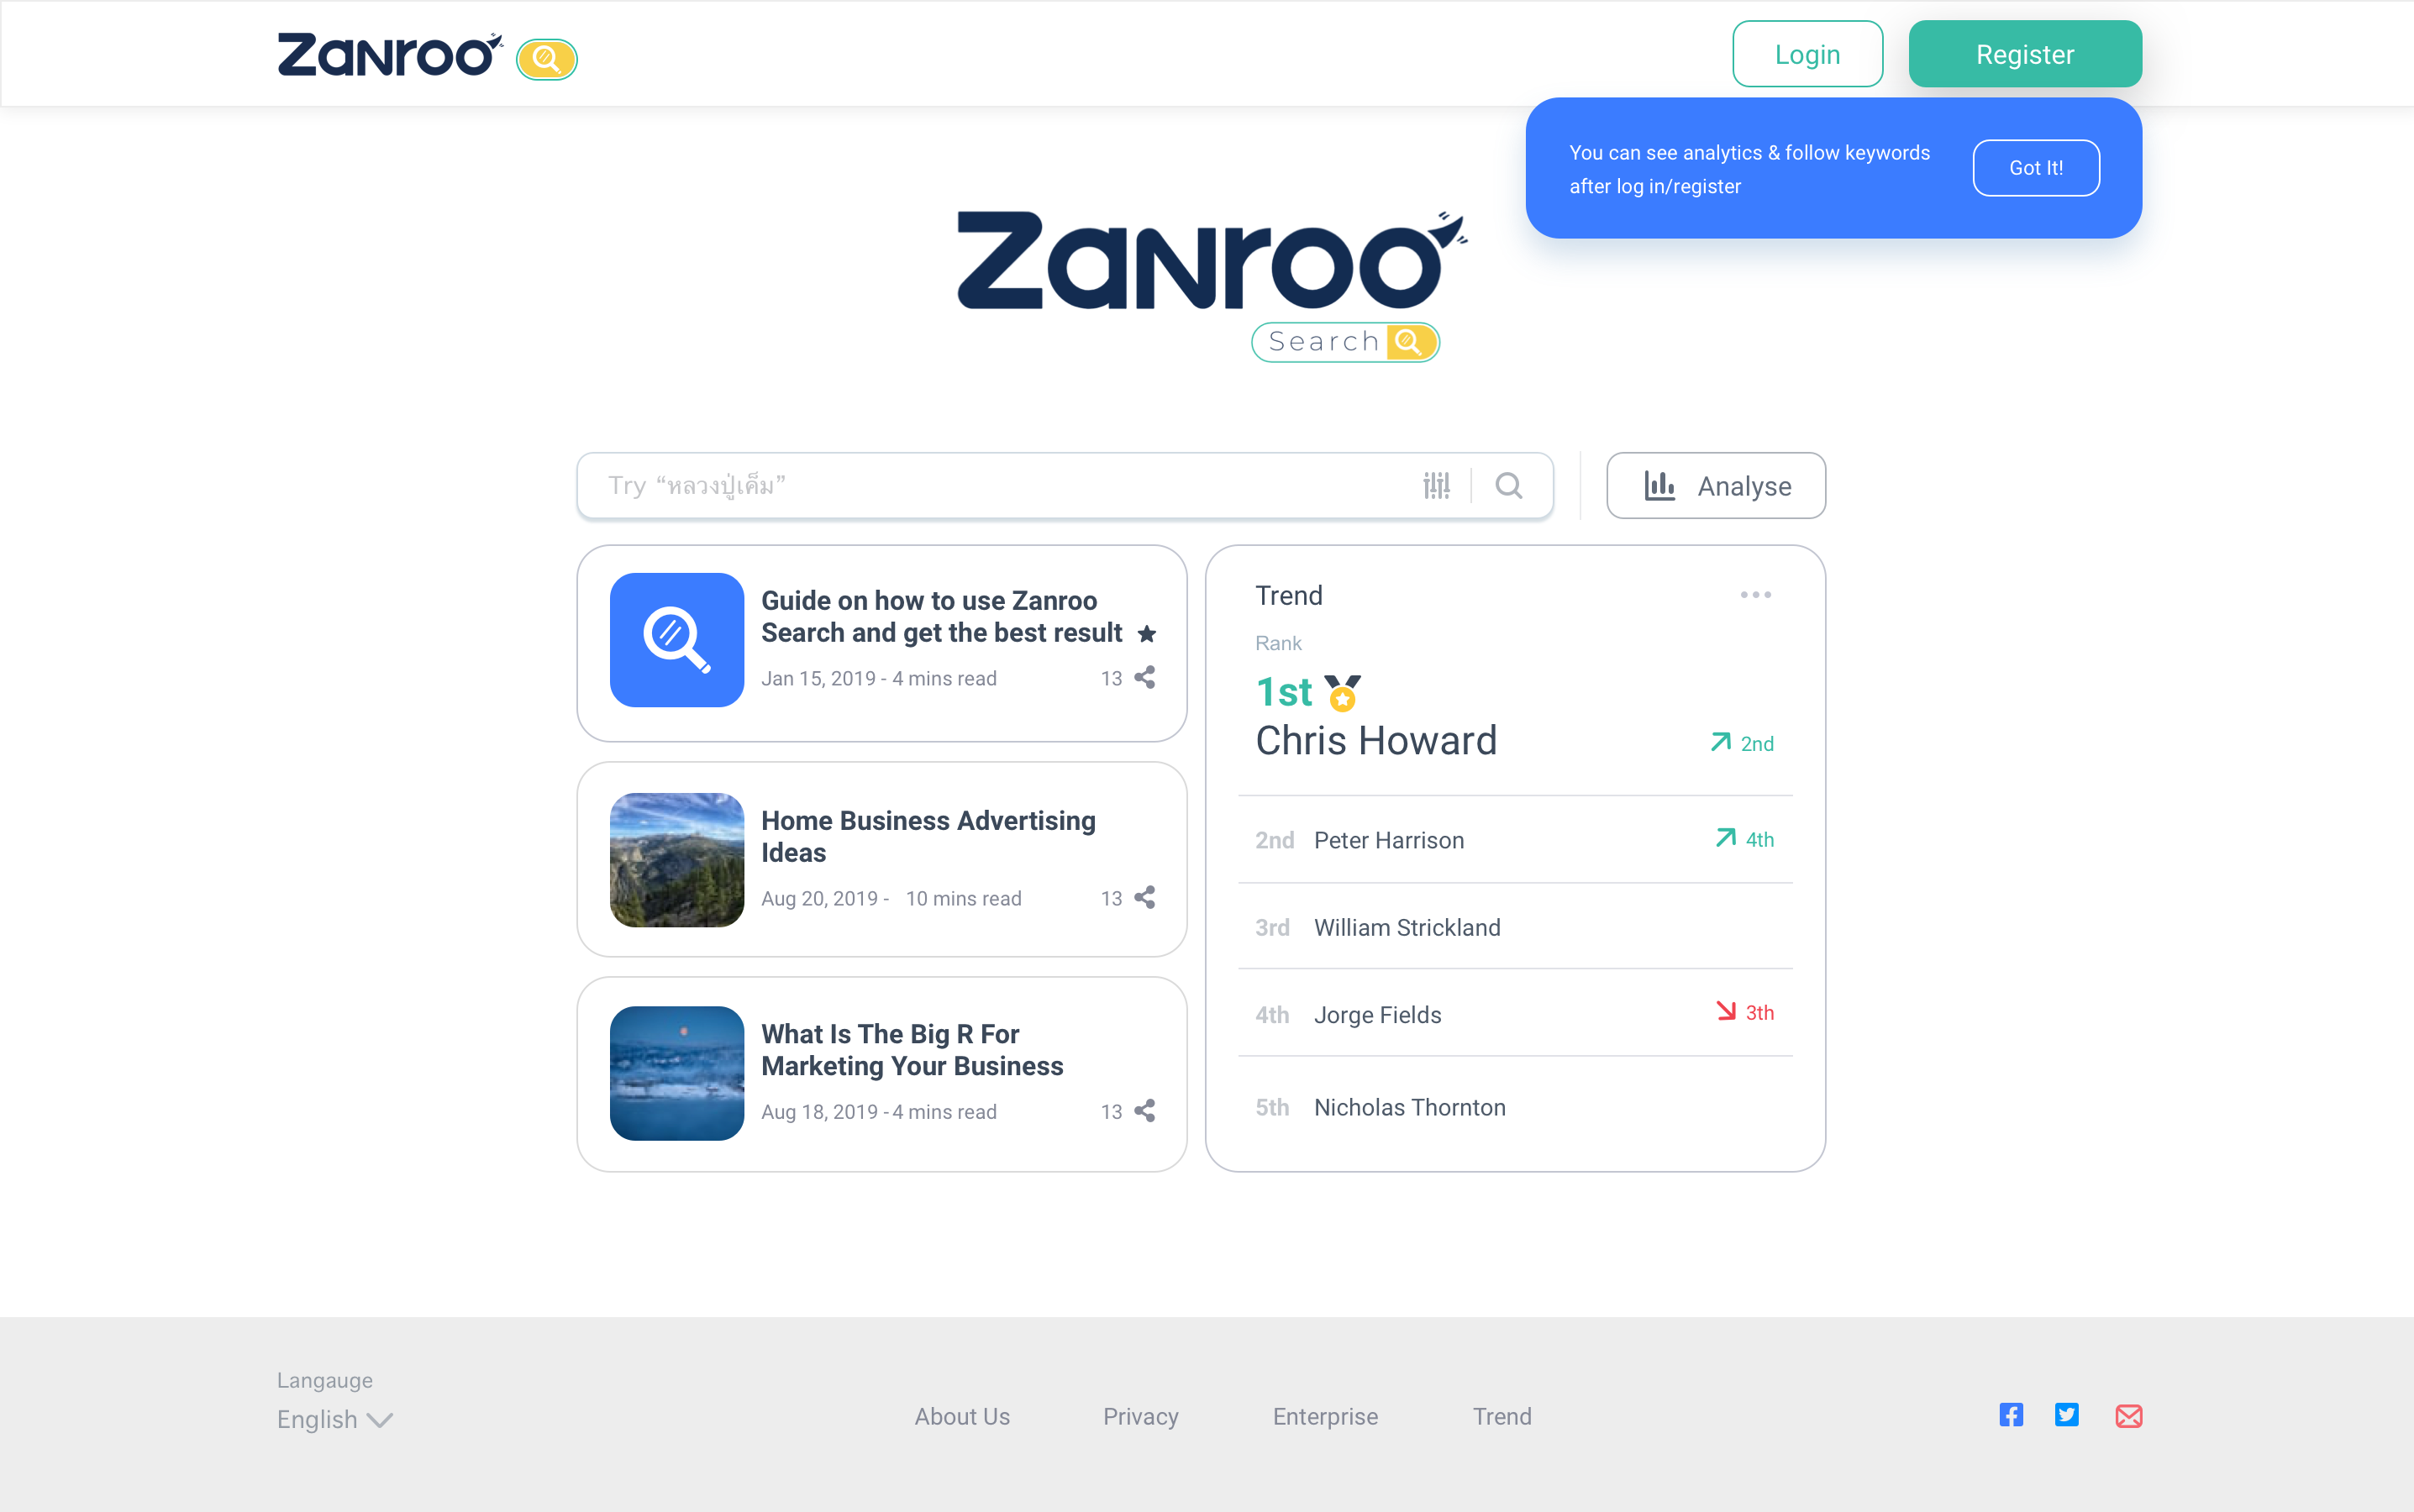 Zanroo
Login
Register
You can see analytics & follow keywords
after log in/register
Got It!
Zanroo
Search
Try “หลวงปู่เค็ม”
Analyse
Guide on how to use Zanroo
Search and get the best result
Jan 15, 2019 - 4 mins read
13
Home Business Advertising
Ideas
Aug 20, 2019 - 10 mins read
13
What Is The Big R For
Marketing Your Business
Aug 18, 2019 - 4 mins read
13
Trend
Rank
1st
Chris Howard
2nd
2nd Peter Harrison
4th
3rd William Strickland
4th Jorge Fields
3th
5th Nicholas Thornton
Langauge
English
About Us
Privacy
Enterprise
Trend